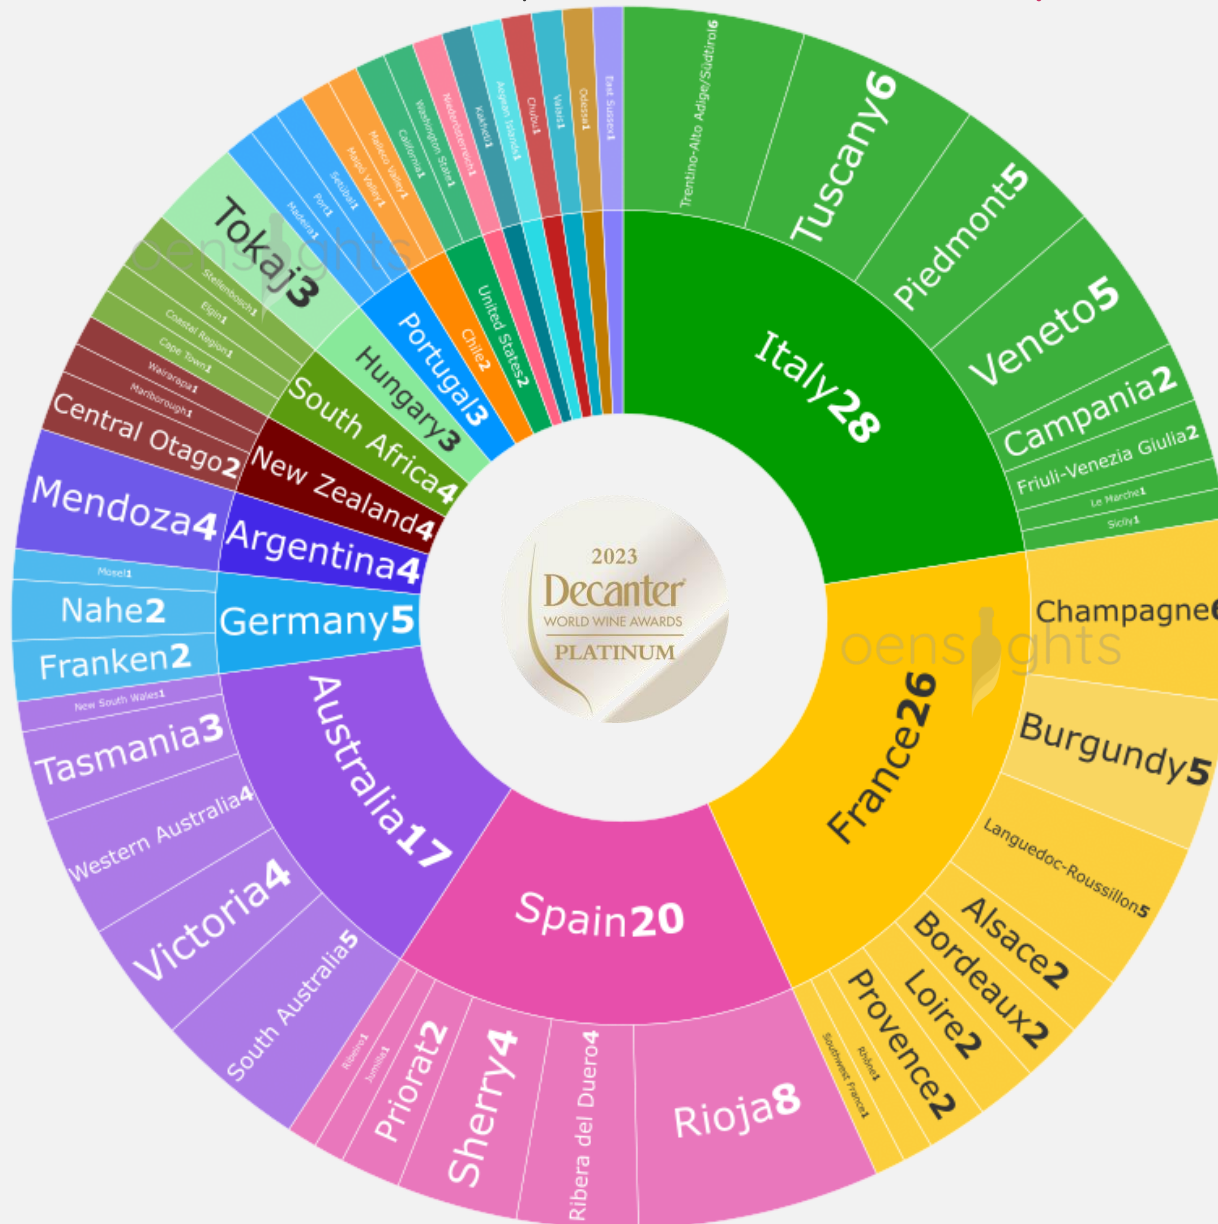 2023
Decanter
WORLD WINE AWARDS
PLATINUM
Italy28
Trentino-Alto Adige/Südtirol6
Tuscany6
Piedmont5
Veneto5
Campania2
Friuli-Venezia Giulia2
Le Marche1
Sicily1
France26
Champagne6
Burgundy5
Languedoc-Roussillon5
Alsace2
Bordeaux2
Loire2
Provence2
Rhône1
Southwest France1
Spain20
Rioja8
Ribera del Duero4
Sherry4
Priorat2
Jumilla1
Ribeiro1
Australia17
South Australia5
Victoria4
Western Australia4
Tasmania3
New South Wales1
Germany5
Franken2
Nahe2
Mosel1
Argentina4
Mendoza4
New Zealand4
Central Otago2
Marlborough1
Wairarapa1
South Africa4
Cape Town1
Coastal Region1
Elgin1
Stellenbosch1
Hungary3
Tokaj3
Portugal3
Madeira1
Port1
Setúbal1
Chile2
Maipo Valley1
Malleco Valley1
United States2
California1
Washington State1
Niederösterreich1
Kakheti1
Aegean Islands1
Chubu1
Valais1
Odessa1
East Sussex1
oensights
oensights